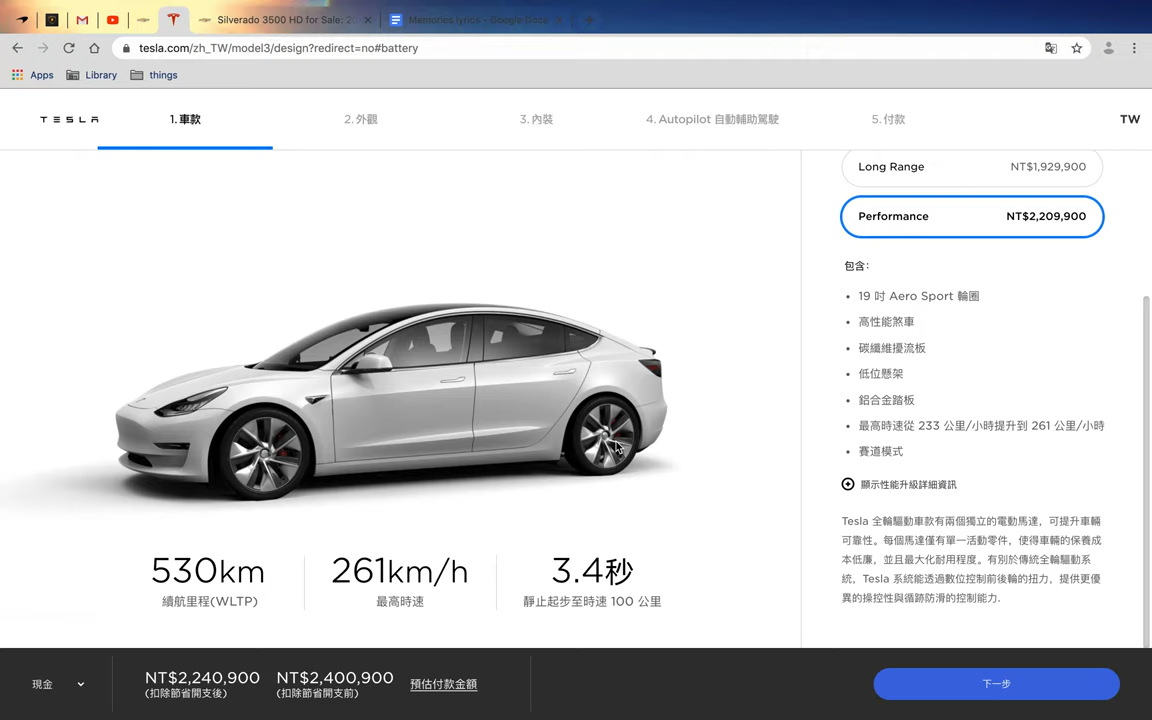 Silverado 3500 HD for Sale: 20
Memories lyrics - Google Docs
tesla.com/zh_TW/model3/design?redirect=no#battery
Apps
Library
things
TESLA
1. 車款
2. 外觀
3. 內裝
4. Autopilot 自動輔助駕駛
5. 付款
TW
Long Range NT$1,929,900
Performance NT$2,209,900
包含：
19 吋 Aero Sport 輪圈
高性能煞車
碳纖維擾流板
低位懸架
鋁合金踏板
最高時速從 233 公里/小時提升到 261 公里/小時
賽道模式
顯示性能升級詳細資訊
Tesla 全輪驅動車款有兩個獨立的電動馬達，可提升車輛
可靠性。每個馬達僅有單一活動零件，使得車輛的保養成
本低廉，並且最大化耐用程度。有別於傳統全輪驅動系
統，Tesla 系統能透過數位控制前後輪的扭力，提供更優
異的操控性與循跡防滑的控制能力.
530km
續航里程(WLTP)
261km/h
最高時速
3.4秒
靜止起步至時速 100 公里
現金
NT$2,240,900
(扣除節省開支後)
NT$2,400,900
(扣除節省開支前)
預估付款金額
下一步